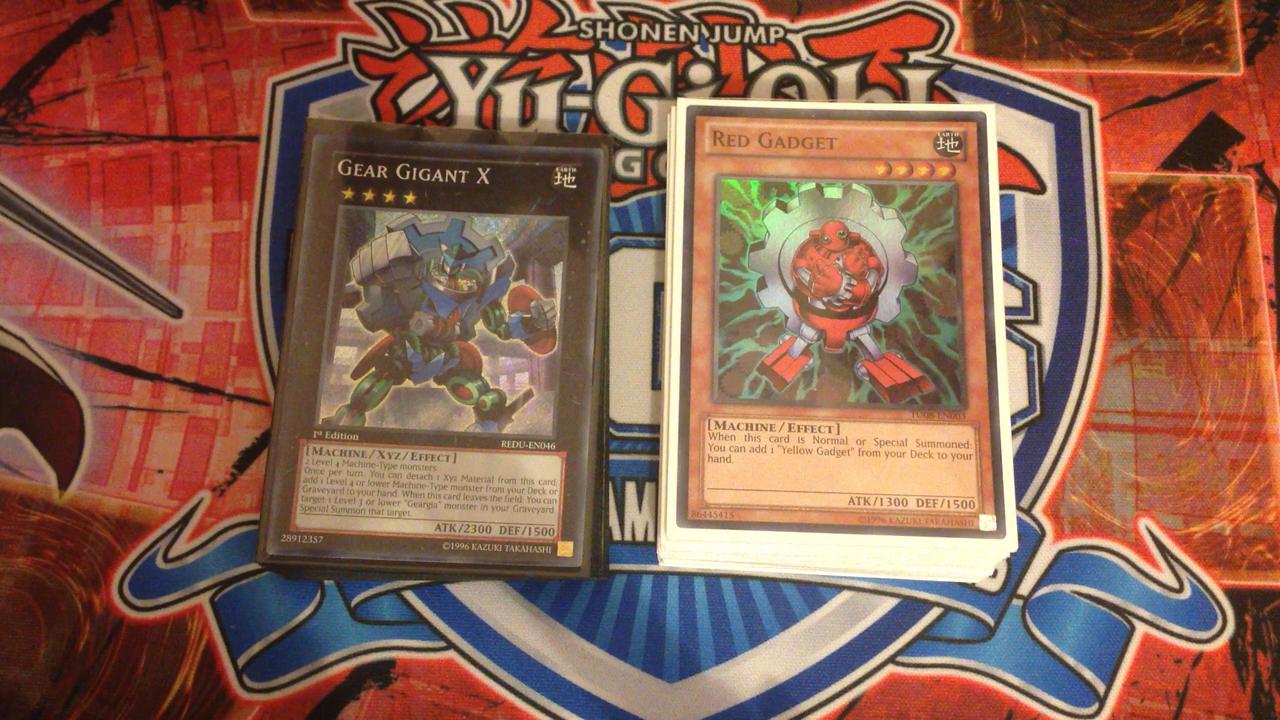 SHONEN JUMP
Yu-Gi-Oh!
GEAR GIGANT X
EARTH
地
1st Edition
REDU-EN046
[MACHINE/XYZ/EFFECT]
2 Level 4 Machine-Type monsters
Once per turn: You can detach 1 Xyz Material from this card;
add 1 Level 4 or lower Machine-Type monster from your Deck or
Graveyard to your hand. When this card leaves the field: You can
target 1 Level 3 or lower "Geargia" monster in your Graveyard;
Special Summon that target.
ATK/2300 DEF/1500
28912357
©1996 KAZUKI TAKAHASHI
RED GADGET
EARTH
地
TU08-EN003
[MACHINE/EFFECT]
When this card is Normal or Special Summoned:
You can add 1 "Yellow Gadget" from your Deck to your
hand.
ATK/1300 DEF/1500
86445415
©1996 KAZUKI TAKAHASHI